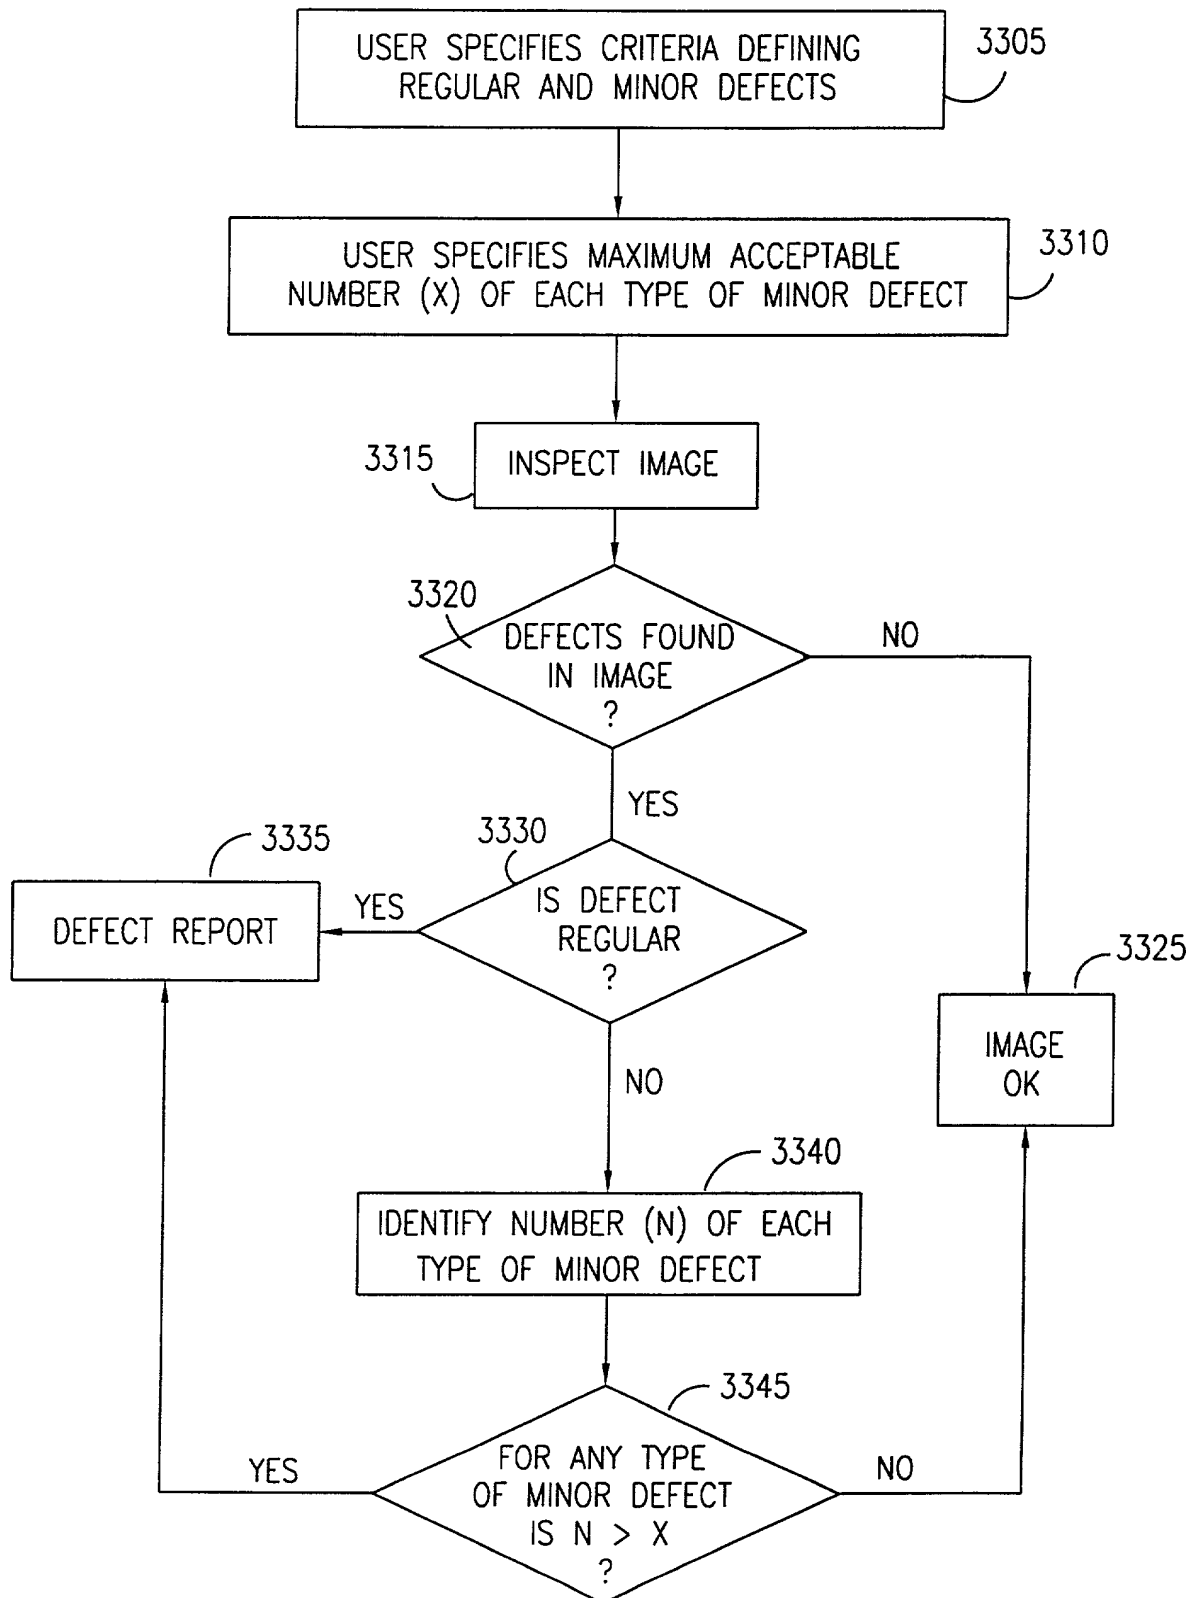 USER SPECIFIES CRITERIA DEFINING
REGULAR AND MINOR DEFECTS
3305
USER SPECIFIES MAXIMUM ACCEPTABLE
NUMBER (X) OF EACH TYPE OF MINOR DEFECT
3310
3315
INSPECT IMAGE
3320
DEFECTS FOUND
IN IMAGE
?
NO
YES
3330
3335
IS DEFECT
REGULAR
?
YES
DEFECT REPORT
3325
IMAGE
OK
NO
3340
IDENTIFY NUMBER (N) OF EACH
TYPE OF MINOR DEFECT
3345
FOR ANY TYPE
OF MINOR DEFECT
IS N > X
?
YES
NO